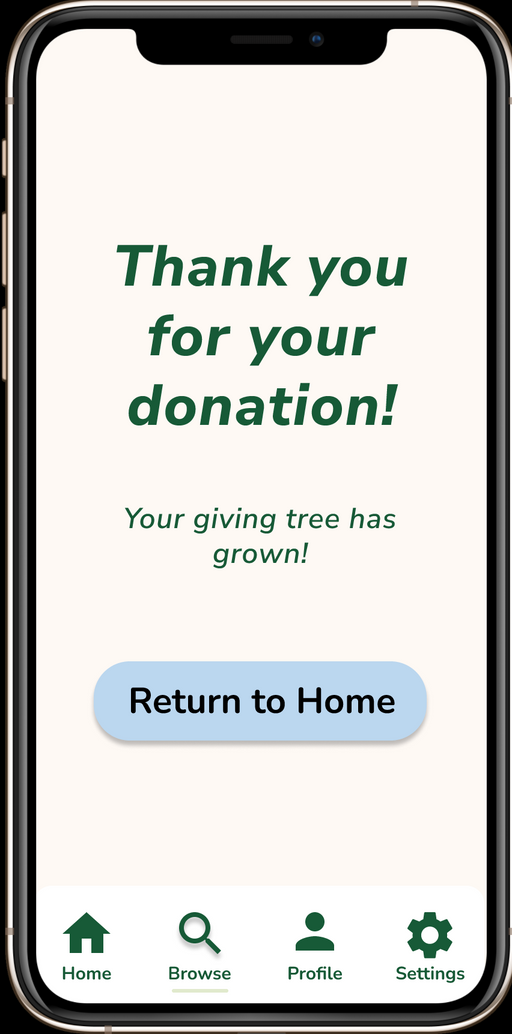 Thank you
for your
donation!
Your giving tree has
grown!
Return to Home
Home
Browse
Profile
Settings